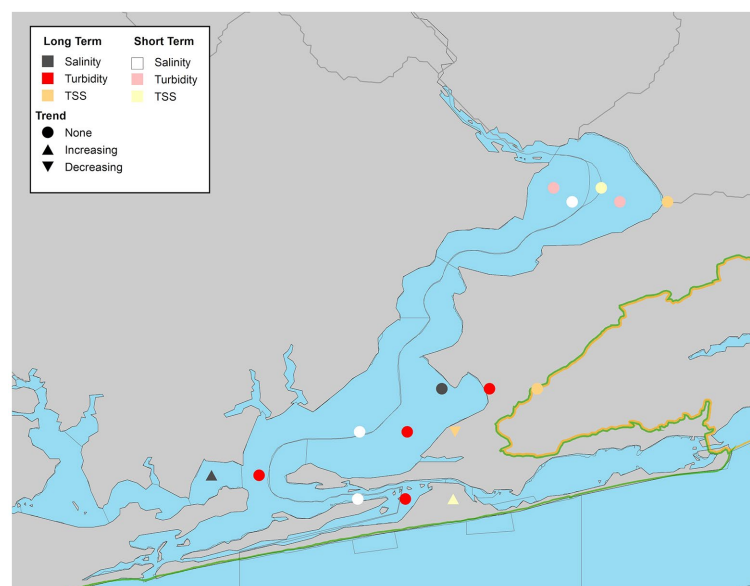 Long Term Short Term
Salinity Salinity
Turbidity Turbidity
TSS TSS
Trend
None
Increasing
Decreasing